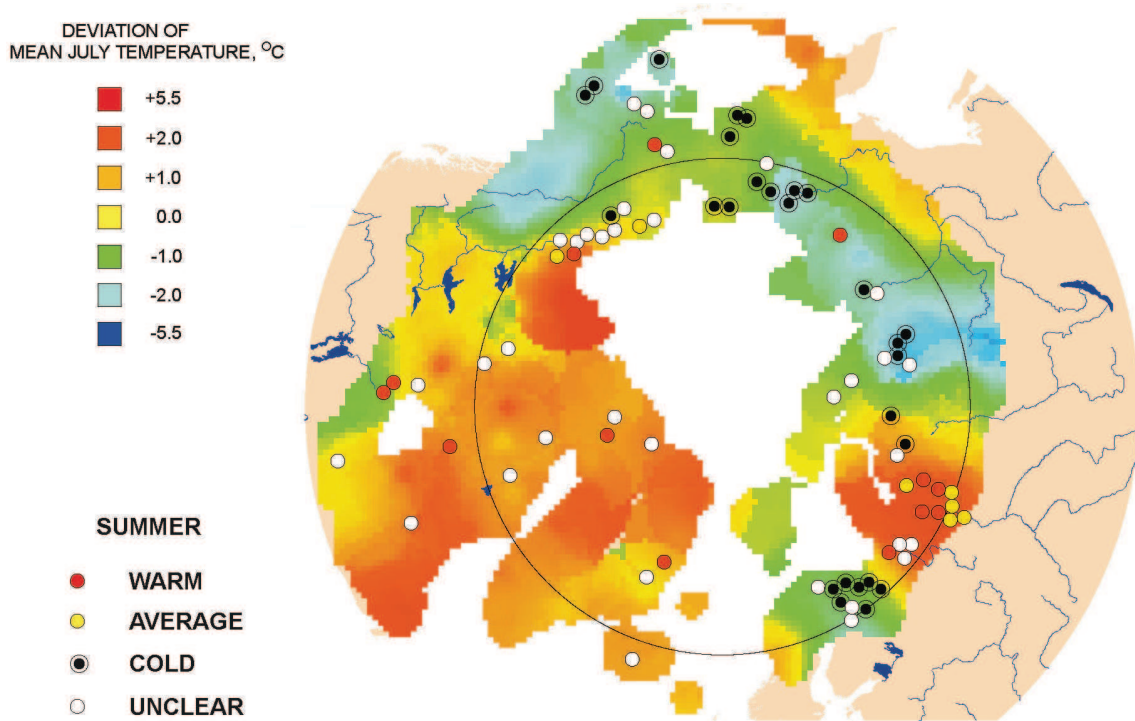 DEVIATION OF
MEAN JULY TEMPERATURE, °C
+5.5
+2.0
+1.0
0.0
-1.0
-2.0
-5.5
SUMMER
WARM
AVERAGE
COLD
UNCLEAR